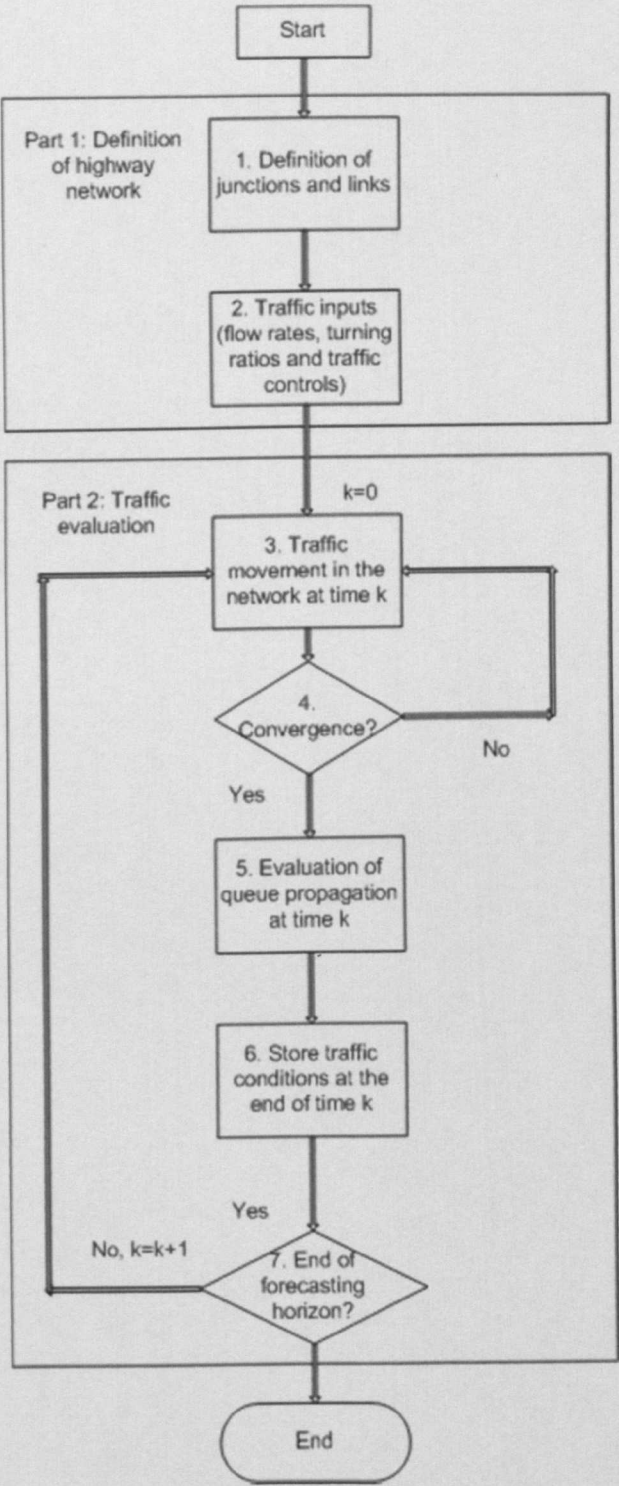 Start
Part 1: Definition
of highway
network
1. Definition of
junctions and links
2. Traffic inputs
(flow rates, turning
ratios and traffic
controls)
k=0
Part 2: Traffic
evaluation
3. Traffic
movement in the
network at time k
4.
Convergence?
No
Yes
5. Evaluation of
queue propagation
at time k
6. Store traffic
conditions at the
end of time k
Yes
No, k=k+1
7. End of
forecasting
horizon?
End